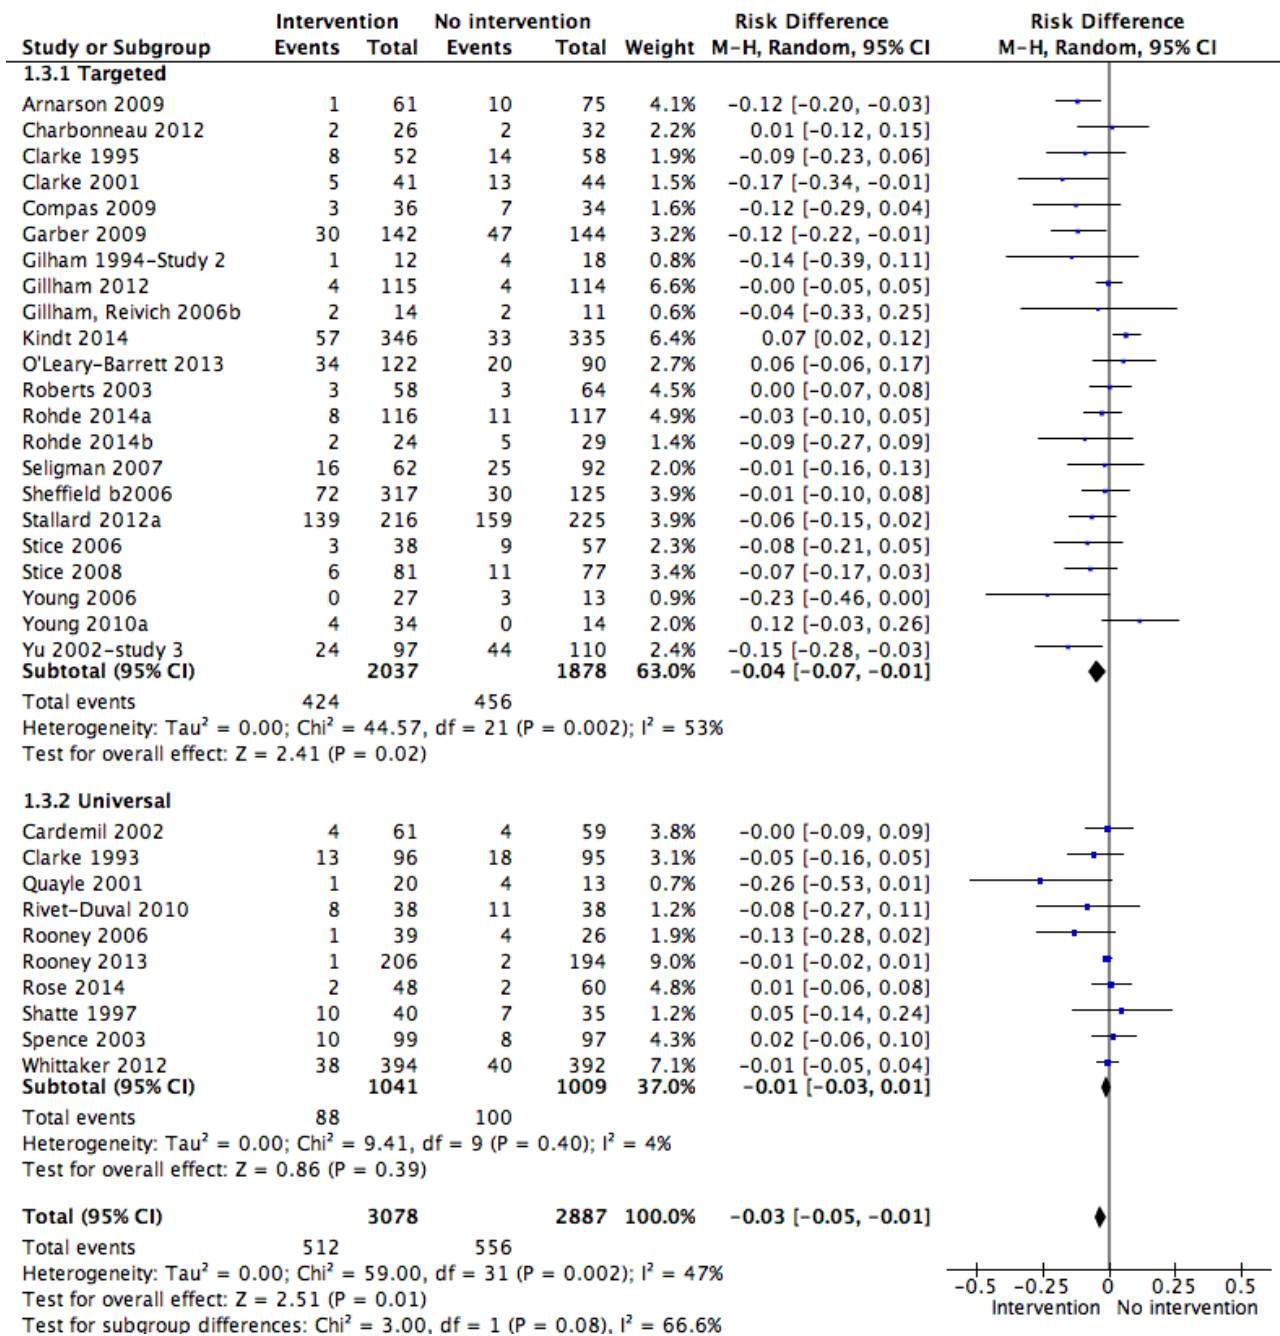 Intervention No intervention Risk Difference Risk Difference
Study or Subgroup Events Total Events Total Weight M-H, Random, 95% CI M-H, Random, 95% CI
1.3.1 Targeted
Arnarson 2009 1 61 10 75 4.1% -0.12 [-0.20, -0.03]
Charbonneau 2012 2 26 2 32 2.2% 0.01 [-0.12, 0.15]
Clarke 1995 8 52 14 58 1.9% -0.09 [-0.23, 0.06]
Clarke 2001 5 41 13 44 1.5% -0.17 [-0.34, -0.01]
Compas 2009 3 36 7 34 1.6% -0.12 [-0.29, 0.04]
Garber 2009 30 142 47 144 3.2% -0.12 [-0.22, -0.01]
Gilham 1994-Study 2 1 12 4 18 0.8% -0.14 [-0.39, 0.11]
Gillham 2012 4 115 4 114 6.6% -0.00 [-0.05, 0.05]
Gillham, Reivich 2006b 2 14 2 11 0.6% -0.04 [-0.33, 0.25]
Kindt 2014 57 346 33 335 6.4% 0.07 [0.02, 0.12]
O'Leary-Barrett 2013 34 122 20 90 2.7% 0.06 [-0.06, 0.17]
Roberts 2003 3 58 3 64 4.5% 0.00 [-0.07, 0.08]
Rohde 2014a 8 116 11 117 4.9% -0.03 [-0.10, 0.05]
Rohde 2014b 2 24 5 29 1.4% -0.09 [-0.27, 0.09]
Seligman 2007 16 62 25 92 2.0% -0.01 [-0.16, 0.13]
Sheffield b2006 72 317 30 125 3.9% -0.01 [-0.10, 0.08]
Stallard 2012a 139 216 159 225 3.9% -0.06 [-0.15, 0.02]
Stice 2006 3 38 9 57 2.3% -0.08 [-0.21, 0.05]
Stice 2008 6 81 11 77 3.4% -0.07 [-0.17, 0.03]
Young 2006 0 27 3 13 0.9% -0.23 [-0.46, 0.00]
Young 2010a 4 34 0 14 2.0% 0.12 [-0.03, 0.26]
Yu 2002-study 3 24 97 44 110 2.4% -0.15 [-0.28, -0.03]
Subtotal (95% CI) 2037 1878 63.0% -0.04 [-0.07, -0.01]
Total events 424 456
Heterogeneity: Tau² = 0.00; Chi² = 44.57, df = 21 (P = 0.002); I² = 53%
Test for overall effect: Z = 2.41 (P = 0.02)
1.3.2 Universal
Cardemil 2002 4 61 4 59 3.8% -0.00 [-0.09, 0.09]
Clarke 1993 13 96 18 95 3.1% -0.05 [-0.16, 0.05]
Quayle 2001 1 20 4 13 0.7% -0.26 [-0.53, 0.01]
Rivet-Duval 2010 8 38 11 38 1.2% -0.08 [-0.27, 0.11]
Rooney 2006 1 39 4 26 1.9% -0.13 [-0.28, 0.02]
Rooney 2013 1 206 2 194 9.0% -0.01 [-0.02, 0.01]
Rose 2014 2 48 2 60 4.8% 0.01 [-0.06, 0.08]
Shatte 1997 10 40 7 35 1.2% 0.05 [-0.14, 0.24]
Spence 2003 10 99 8 97 4.3% 0.02 [-0.06, 0.10]
Whittaker 2012 38 394 40 392 7.1% -0.01 [-0.05, 0.04]
Subtotal (95% CI) 1041 1009 37.0% -0.01 [-0.03, 0.01]
Total events 88 100
Heterogeneity: Tau² = 0.00; Chi² = 9.41, df = 9 (P = 0.40); I² = 4%
Test for overall effect: Z = 0.86 (P = 0.39)
Total (95% CI) 3078 2887 100.0% -0.03 [-0.05, -0.01]
Total events 512 556
Heterogeneity: Tau² = 0.00; Chi² = 59.00, df = 31 (P = 0.002); I² = 47%
Test for overall effect: Z = 2.51 (P = 0.01)
Test for subgroup differences: Chi² = 3.00, df = 1 (P = 0.08), I² = 66.6%
-0.5 -0.25 0 0.25 0.5
Intervention No intervention